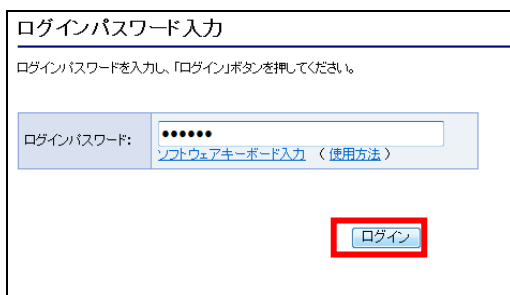 ログインパスワード入力
ログインパスワードを入力し、「ログイン」ボタンを押してください。
ログインパスワード: ●●●●●●
ソフトウェアキーボード入力 (使用方法)
ログイン